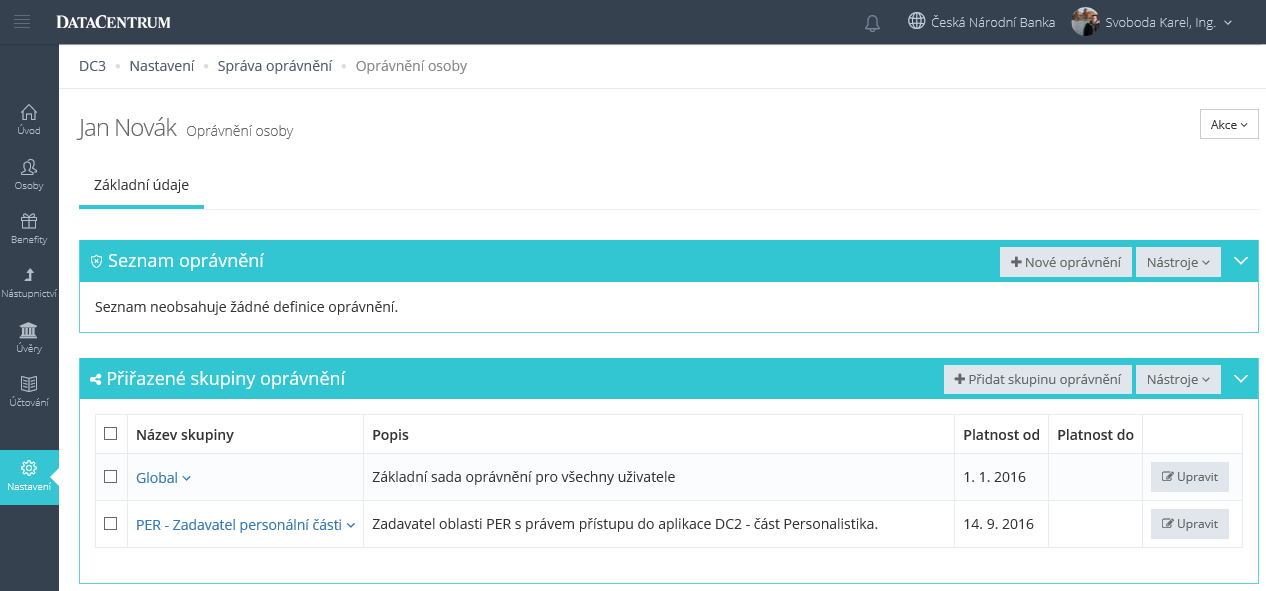 DATACENTRUM
Česká Národní Banka
Svoboda Karel, Ing.
DC3 • Nastavení • Správa oprávnění • Oprávnění osoby
Úvod
Osoby
Benefity
Nástupnictví
Úvěry
Účtování
Nastavení
Jan Novák Oprávnění osoby
Akce
Základní údaje
Seznam oprávnění
Nové oprávnění
Nástroje
Seznam neobsahuje žádné definice oprávnění.
Přiřazené skupiny oprávnění
Přidat skupinu oprávnění
Nástroje
Název skupiny Popis Platnost od Platnost do
Global Základní sada oprávnění pro všechny uživatele 1. 1. 2016 Upravit
PER - Zadavatel personální části Zadavatel oblasti PER s právem přístupu do aplikace DC2 - část Personalistika. 14. 9. 2016 Upravit